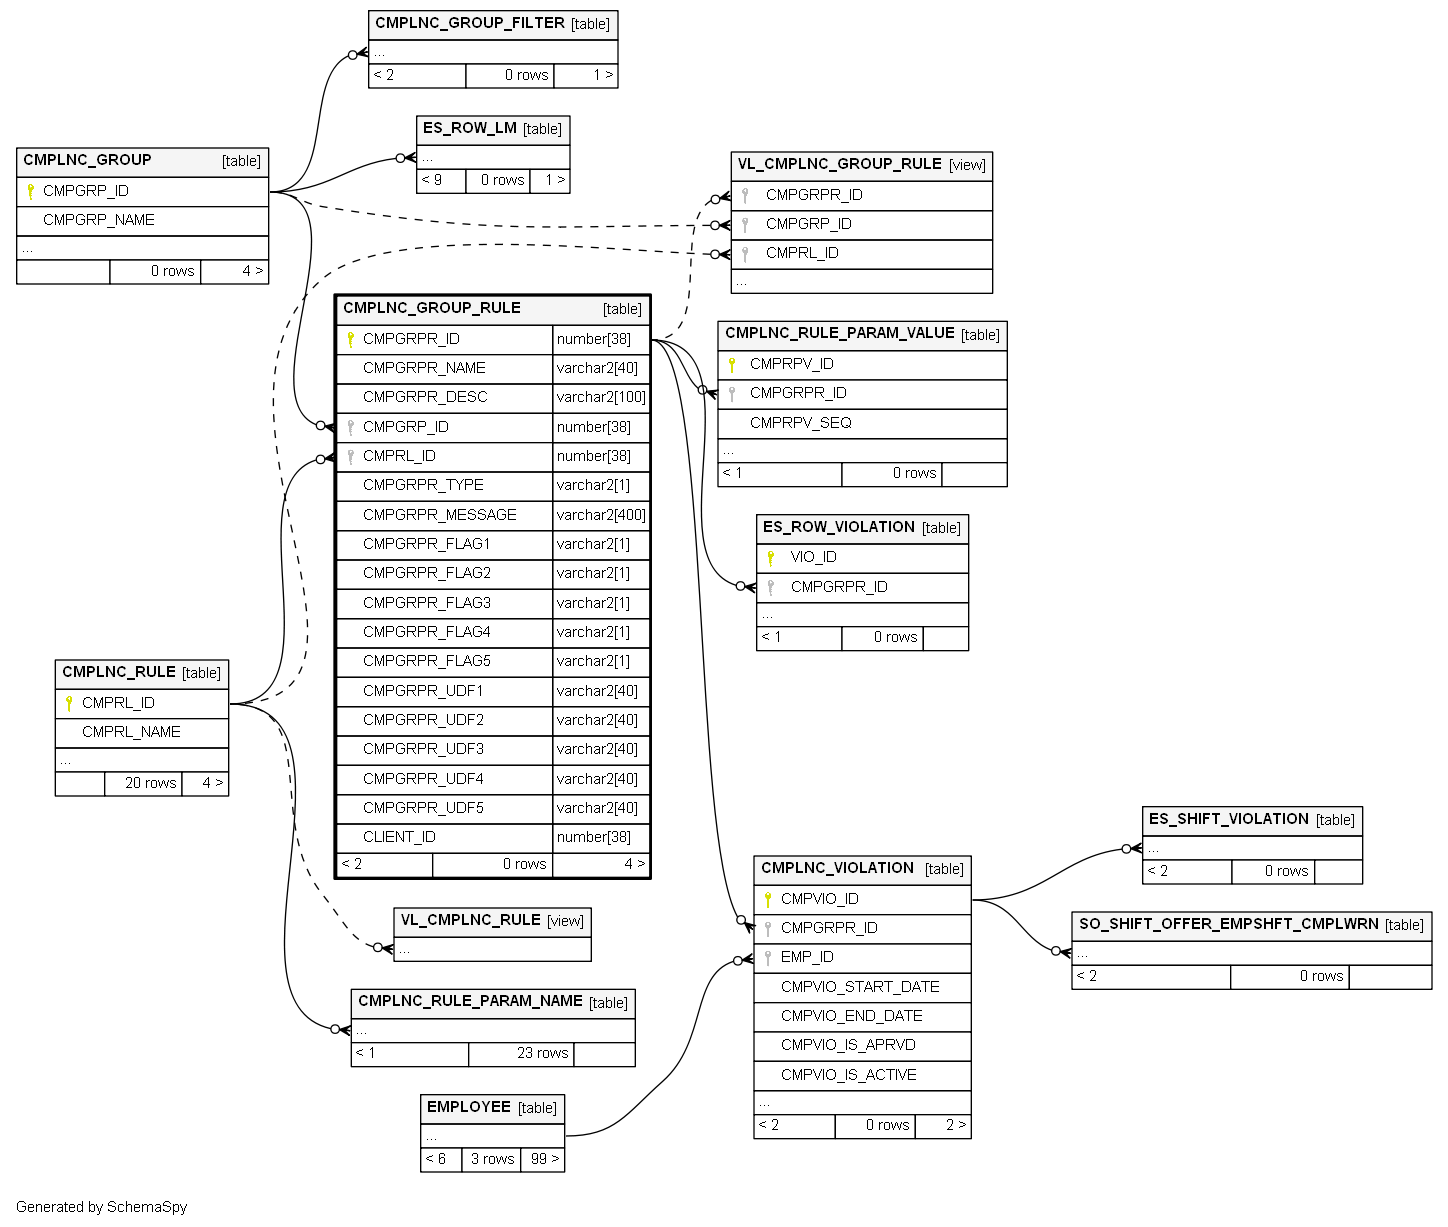 CMPLNC_GROUP_FILTER [table]
...
< 2 0 rows 1 >
ES_ROW_LM [table]
...
< 9 0 rows 1 >
CMPLNC_GROUP [table]
CMPGRP_ID
CMPGRP_NAME
...
0 rows 4 >
VL_CMPLNC_GROUP_RULE [view]
CMPGRPR_ID
CMPGRP_ID
CMPRL_ID
...
CMPLNC_GROUP_RULE [table]
CMPGRPR_ID number[38]
CMPGRPR_NAME varchar2[40]
CMPGRPR_DESC varchar2[100]
CMPGRP_ID number[38]
CMPRL_ID number[38]
CMPGRPR_TYPE varchar2[1]
CMPGRPR_MESSAGE varchar2[400]
CMPGRPR_FLAG1 varchar2[1]
CMPGRPR_FLAG2 varchar2[1]
CMPGRPR_FLAG3 varchar2[1]
CMPGRPR_FLAG4 varchar2[1]
CMPGRPR_FLAG5 varchar2[1]
CMPGRPR_UDF1 varchar2[40]
CMPGRPR_UDF2 varchar2[40]
CMPGRPR_UDF3 varchar2[40]
CMPGRPR_UDF4 varchar2[40]
CMPGRPR_UDF5 varchar2[40]
CLIENT_ID number[38]
< 2 0 rows 4 >
CMPLNC_RULE_PARAM_VALUE [table]
CMPRPV_ID
CMPGRPR_ID
CMPRPV_SEQ
...
< 1 0 rows
ES_ROW_VIOLATION [table]
VIO_ID
CMPGRPR_ID
...
< 1 0 rows
CMPLNC_RULE [table]
CMPRL_ID
CMPRL_NAME
...
20 rows 4 >
ES_SHIFT_VIOLATION [table]
...
< 2 0 rows
CMPLNC_VIOLATION [table]
CMPVIO_ID
CMPGRPR_ID
EMP_ID
CMPVIO_START_DATE
CMPVIO_END_DATE
CMPVIO_IS_APRVD
CMPVIO_IS_ACTIVE
...
< 2 0 rows 2 >
SO_SHIFT_OFFER_EMPSHFT_CMPLWRN [table]
...
< 2 0 rows
VL_CMPLNC_RULE [view]
...
CMPLNC_RULE_PARAM_NAME [table]
...
< 1 23 rows
EMPLOYEE [table]
...
< 6 3 rows 99 >
Generated by SchemaSpy